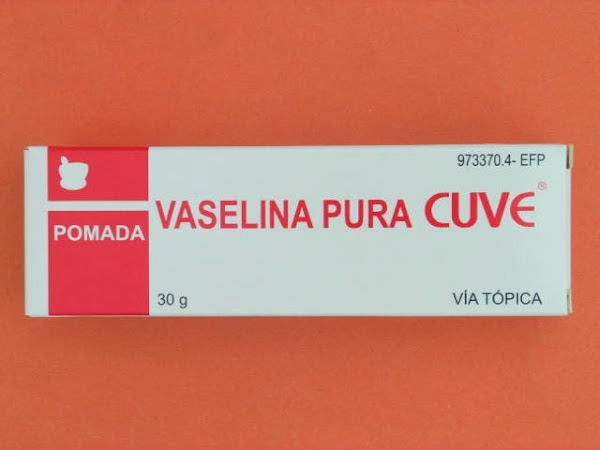 973370.4- EFP
POMADA
VASELINA PURA CUVE®
30 g
VÍA TÓPICA